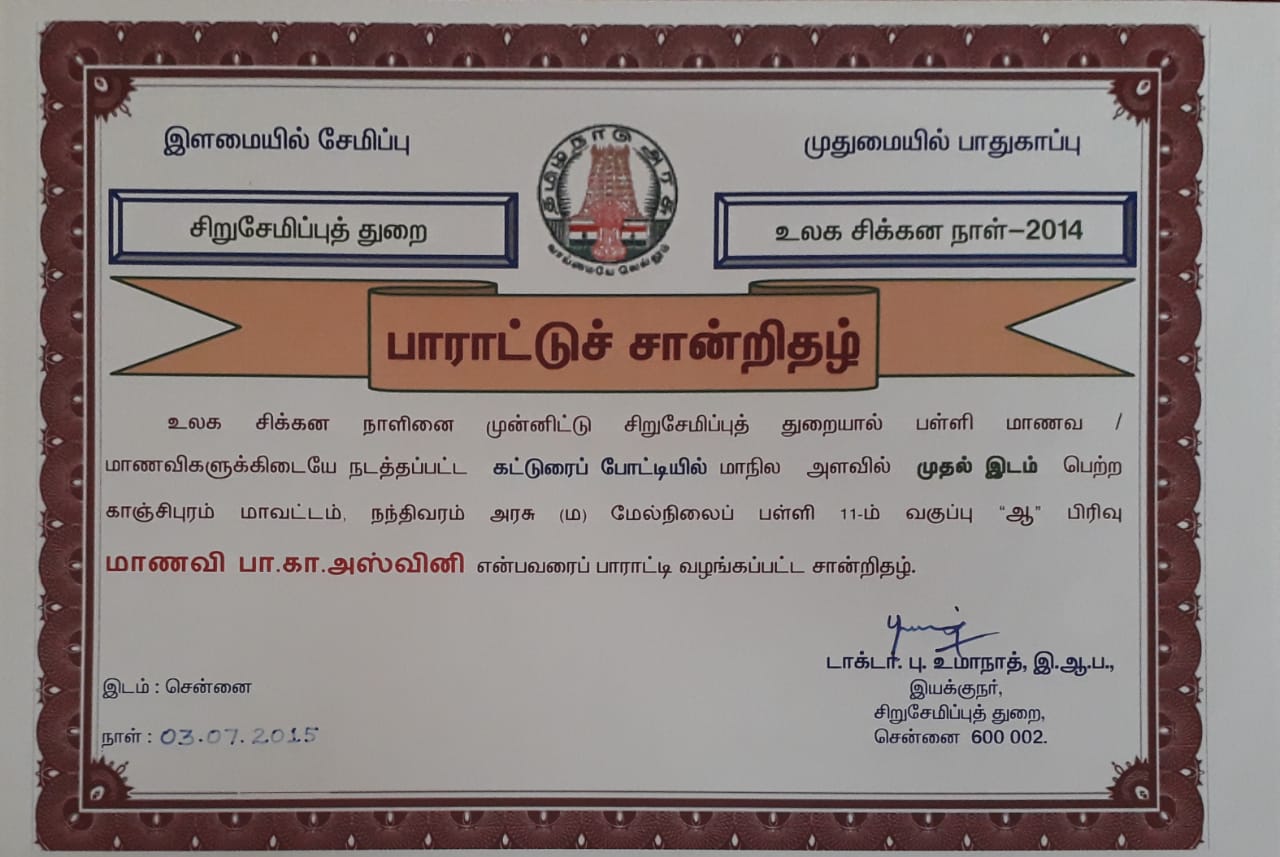 இளமையில் சேமிப்பு
தமிழ்நாடு அரசு
வாய்மையே வெல்லும்
முதுமையில் பாதுகாப்பு
சிறுசேமிப்புத் துறை
உலக சிக்கன நாள்–2014
பாராட்டுச் சான்றிதழ்
உலக சிக்கன நாளினை முன்னிட்டு சிறுசேமிப்புத் துறையால் பள்ளி மாணவ /
மாணவிகளுக்கிடையே நடத்தப்பட்ட கட்டுரைப் போட்டியில் மாநில அளவில் முதல் இடம் பெற்ற
காஞ்சிபுரம் மாவட்டம், நந்திவரம் அரசு (ம) மேல்நிலைப் பள்ளி 11-ம் வகுப்பு “ஆ” பிரிவு
மாணவி பா.கா.அஸ்வினி என்பவரைப் பாராட்டி வழங்கப்பட்ட சான்றிதழ்.
டாக்டர். பு. உமாநாத், இ.ஆ.ப.,
இயக்குநர்,
சிறுசேமிப்புத் துறை,
சென்னை 600 002.
இடம் : சென்னை
நாள் : 03.07.2015